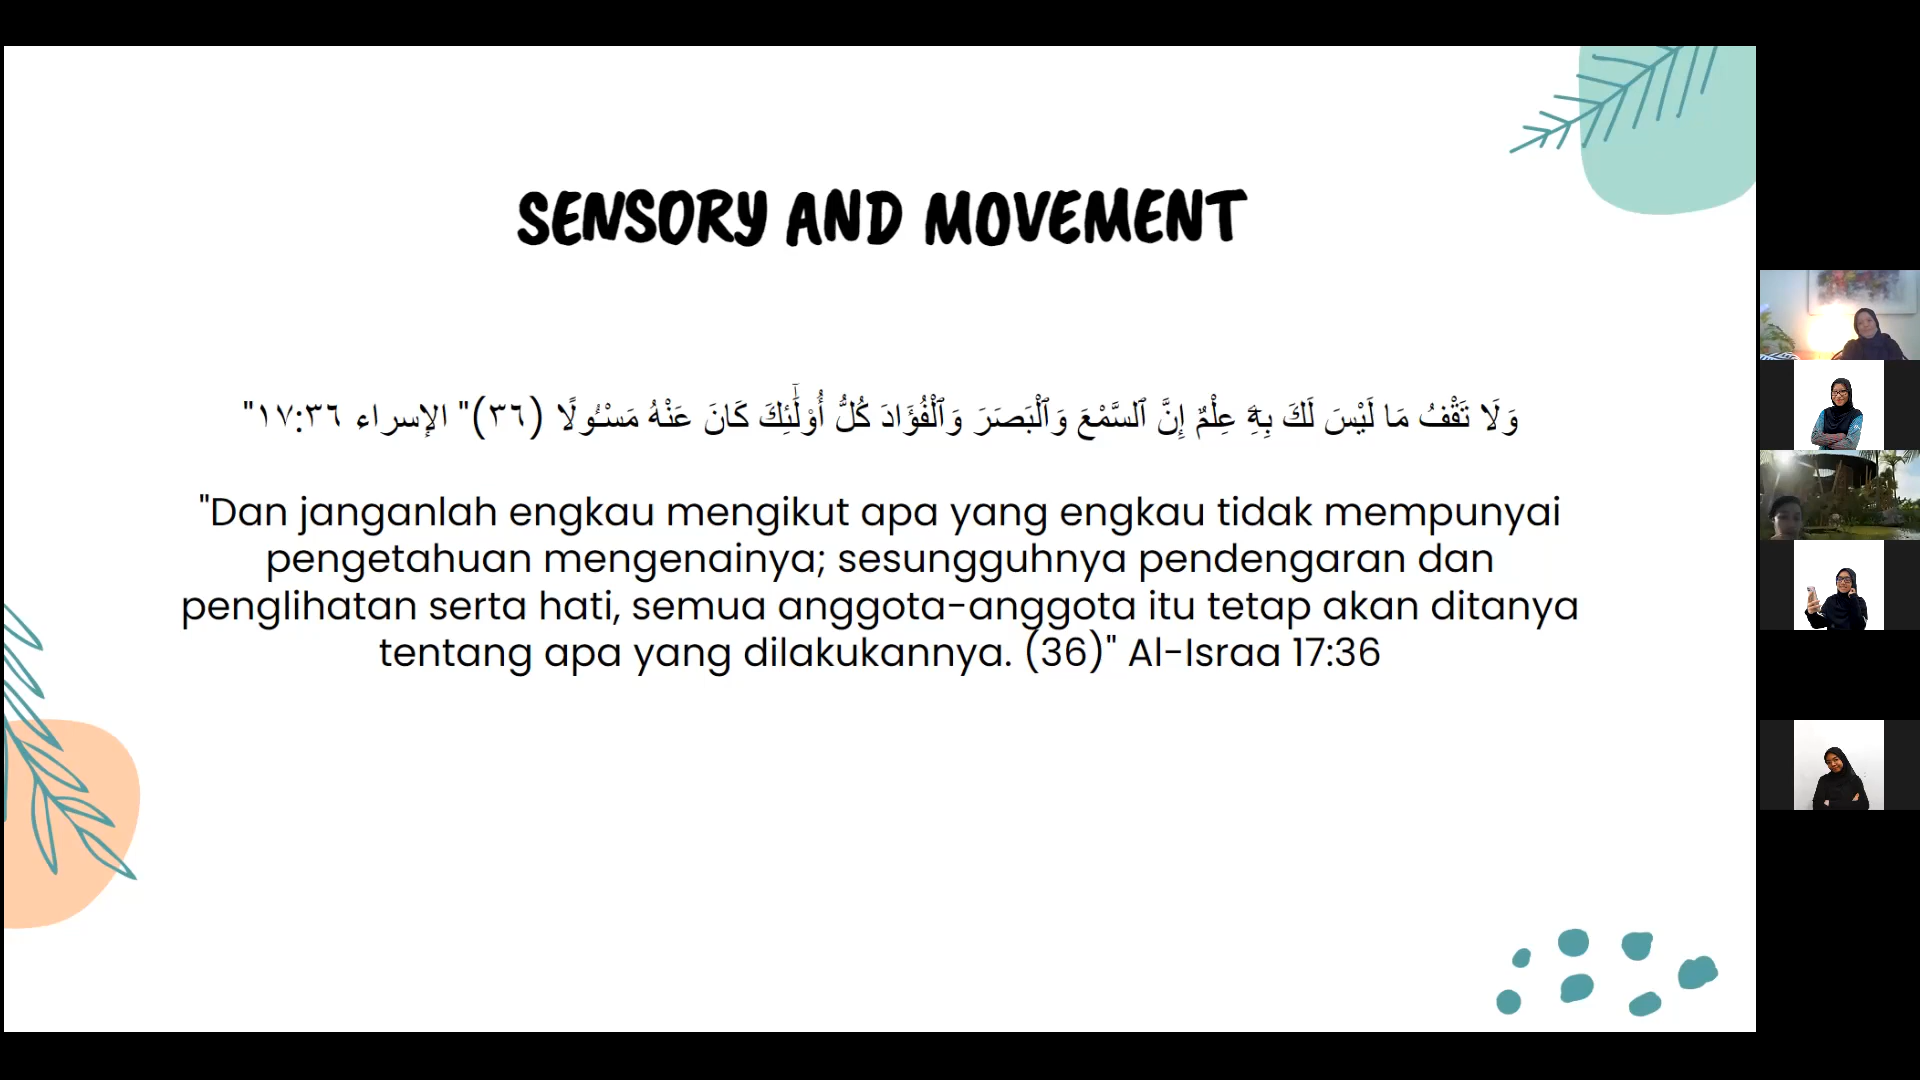 SENSORY AND MOVEMENT
"وَلَا تَقْفُ مَا لَيْسَ لَكَ بِهِۦ عِلْمٌ إِنَّ ٱلسَّمْعَ وَٱلْبَصَرَ وَٱلْفُؤَادَ كُلُّ أُو۟لَٰٓئِكَ كَانَ عَنْهُ مَسْـُٔولًا (٣٦)" الإسراء ١٧:٣٦
"Dan janganlah engkau mengikut apa yang engkau tidak mempunyai
pengetahuan mengenainya; sesungguhnya pendengaran dan
penglihatan serta hati, semua anggota-anggota itu tetap akan ditanya
tentang apa yang dilakukannya. (36)" Al-Israa 17:36